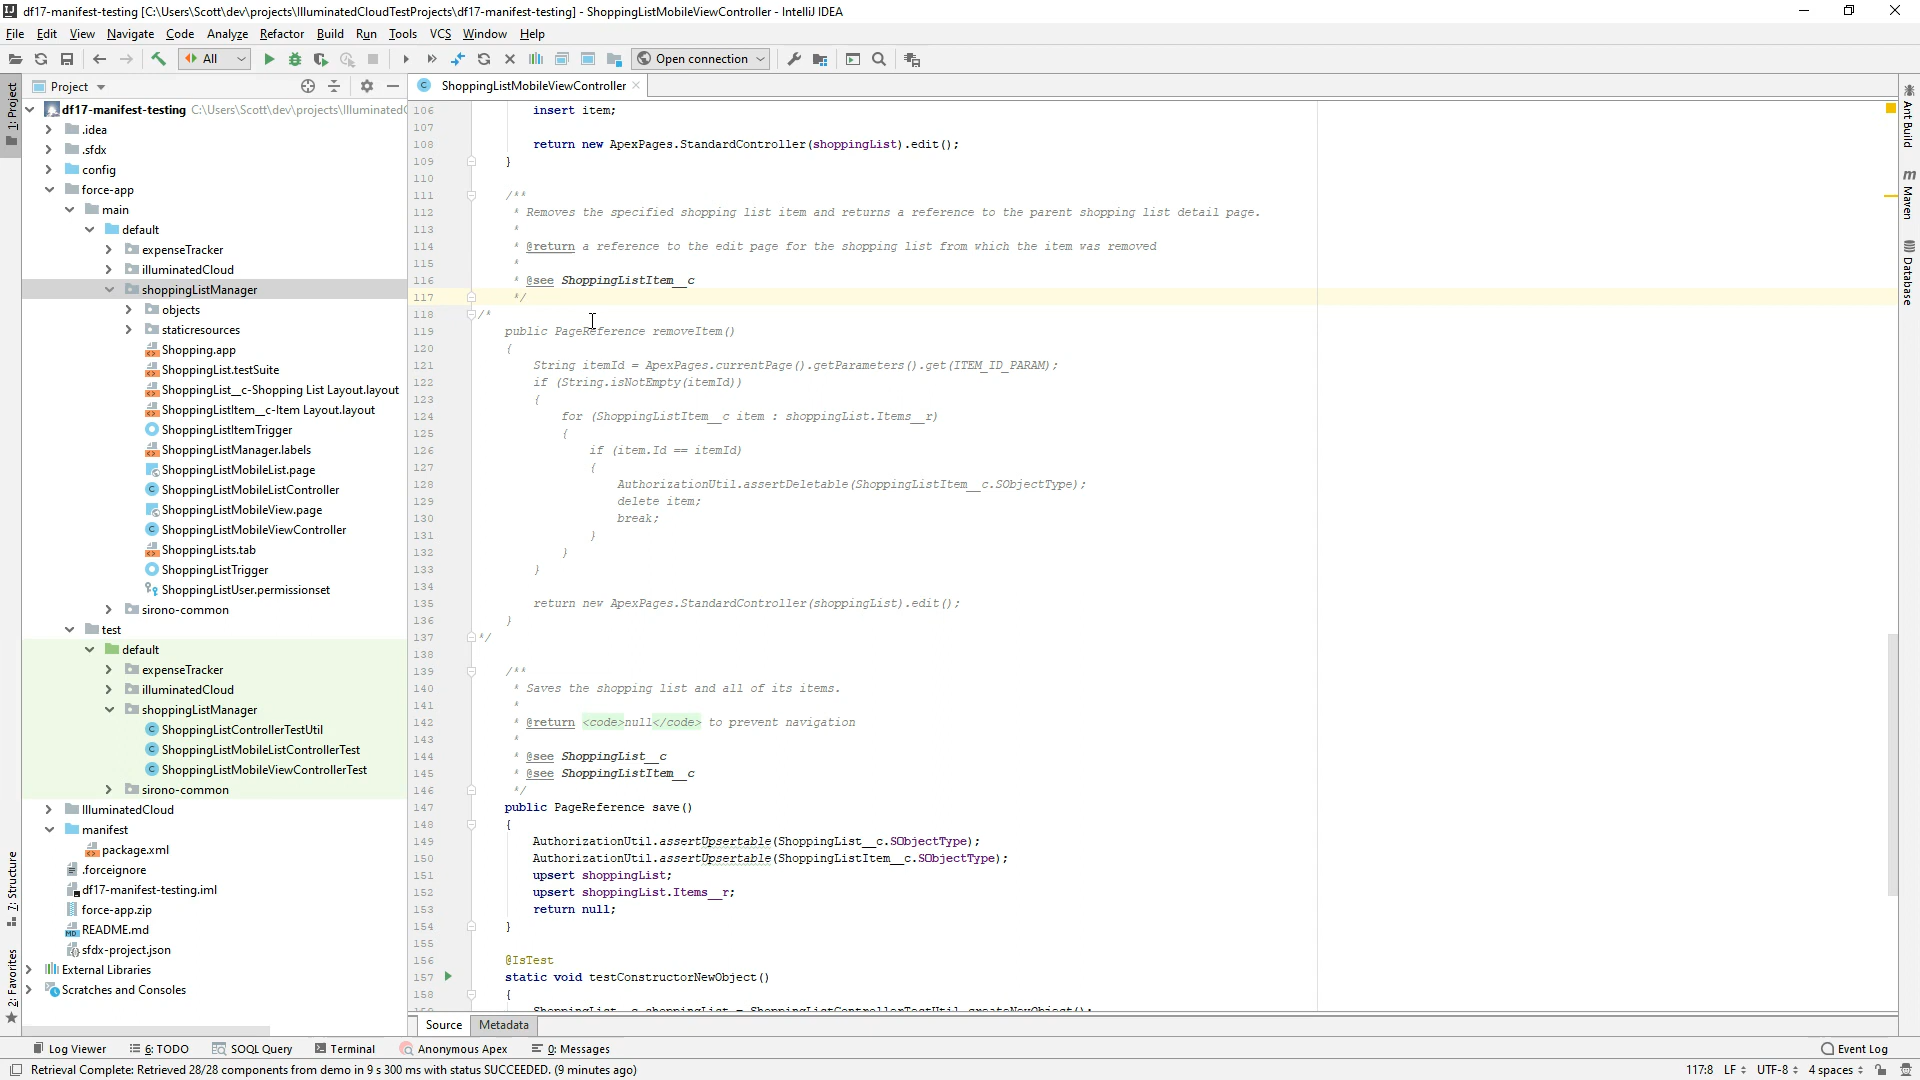 df17-manifest-testing [C:\Users\Scott\dev\projects\IlluminatedCloudTestProjects\df17-manifest-testing] - ShoppingListMobileViewController - IntelliJ IDEA
File Edit View Navigate Code Analyze Refactor Build Run Tools VCS Window Help
All Open connection
Project
ShoppingListMobileViewController
1: Project
7: Structure
2: Favorites
df17-manifest-testing C:\Users\Scott\dev\projects\Illuminated
.idea
.sfdx
config
force-app
main
default
expenseTracker
illuminatedCloud
shoppingListManager
objects
staticresources
Shopping.app
ShoppingList.testSuite
ShoppingList__c-Shopping List Layout.layout
ShoppingListItem__c-Item Layout.layout
ShoppingListItemTrigger
ShoppingListManager.labels
ShoppingListMobileList.page
ShoppingListMobileListController
ShoppingListMobileView.page
ShoppingListMobileViewController
ShoppingLists.tab
ShoppingListTrigger
ShoppingListUser.permissionset
sirono-common
test
default
expenseTracker
illuminatedCloud
shoppingListManager
ShoppingListControllerTestUtil
ShoppingListMobileListControllerTest
ShoppingListMobileViewControllerTest
sirono-common
IlluminatedCloud
manifest
package.xml
.forceignore
df17-manifest-testing.iml
force-app.zip
README.md
sfdx-project.json
External Libraries
Scratches and Consoles
106 insert item;
107
108 return new ApexPages.StandardController(shoppingList).edit();
109 }
110
111 /**
112 * Removes the specified shopping list item and returns a reference to the parent shopping list detail page.
113 *
114 * @return a reference to the edit page for the shopping list from which the item was removed
115 *
116 * @see ShoppingListItem__c
117 */
118 /*
119 public PageReference removeItem()
120 {
121 String itemId = ApexPages.currentPage().getParameters().get(ITEM_ID_PARAM);
122 if (String.isNotEmpty(itemId))
123 {
124 for (ShoppingListItem__c item : shoppingList.Items__r)
125 {
126 if (item.Id == itemId)
127 {
128 AuthorizationUtil.assertDeletable(ShoppingListItem__c.SObjectType);
129 delete item;
130 break;
131 }
132 }
133 }
134
135 return new ApexPages.StandardController(shoppingList).edit();
136 }
137 */
138
139 /**
140 * Saves the shopping list and all of its items.
141 *
142 * @return <code>null</code> to prevent navigation
143 *
144 * @see ShoppingList__c
145 * @see ShoppingListItem__c
146 */
147 public PageReference save()
148 {
149 AuthorizationUtil.assertUpsertable(ShoppingList__c.SObjectType);
150 AuthorizationUtil.assertUpsertable(ShoppingListItem__c.SObjectType);
151 upsert shoppingList;
152 upsert shoppingList.Items__r;
153 return null;
154 }
155
156 @IsTest
157 static void testConstructorNewObject()
158 {
Ant Build
m Maven
Database
Source Metadata
Log Viewer 6: TODO SOQL Query Terminal Anonymous Apex 0: Messages Event Log
Retrieval Complete: Retrieved 28/28 components from demo in 9 s 300 ms with status SUCCEEDED. (9 minutes ago) 117:8 LF UTF-8 4 spaces